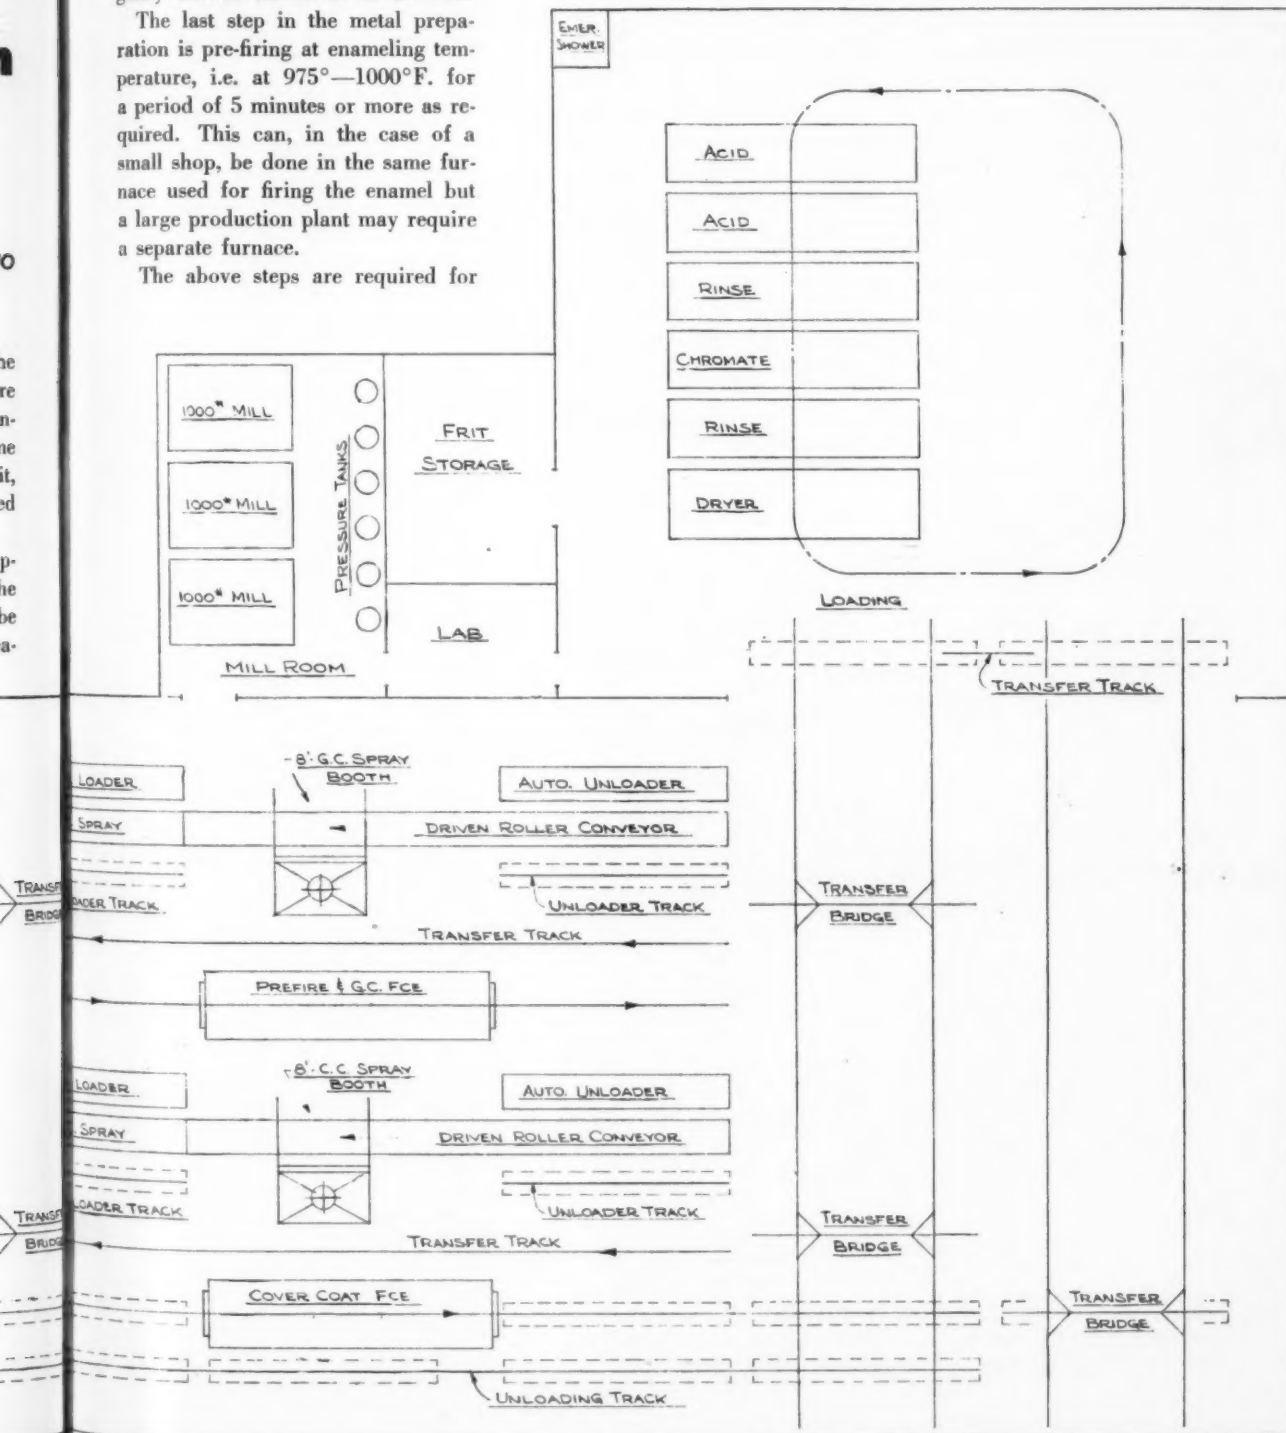 The last step in the metal prepa-
ration is pre-firing at enameling tem-
perature, i.e. at 975°—1000°F. for
a period of 5 minutes or more as re-
quired. This can, in the case of a
small shop, be done in the same fur-
nace used for firing the enamel but
a large production plant may require
a separate furnace.
The above steps are required for
EMER.
SHOWER
ACID
ACID
RINSE
CHROMATE
RINSE
DRYER
LOADING
TRANSFER TRACK
1000# MILL
1000# MILL
1000# MILL
PRESSURE TANKS
FRIT
STORAGE
LAB
MILL ROOM
LOADER
SPRAY
8' G.C. SPRAY
BOOTH
AUTO. UNLOADER
DRIVEN ROLLER CONVEYOR
UNLOADER TRACK
TRANSFER TRACK
TRANSFER
BRIDGE
PREFIRE & G.C. FCE
LOADER
SPRAY
8' C.C. SPRAY
BOOTH
AUTO. UNLOADER
DRIVEN ROLLER CONVEYOR
UNLOADER TRACK
TRANSFER TRACK
TRANSFER
BRIDGE
COVER COAT FCE
TRANSFER
BRIDGE
UNLOADING TRACK